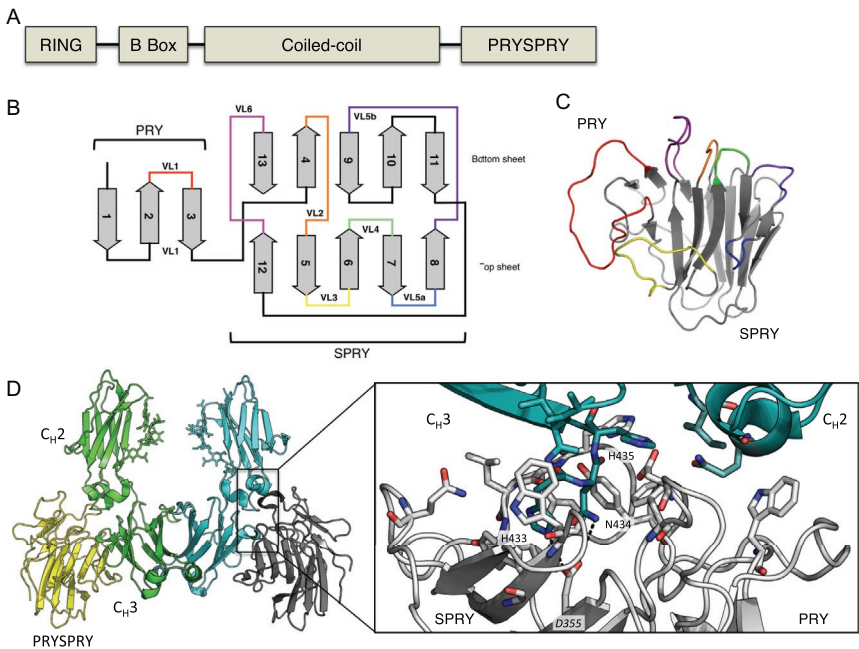 A
RING
B Box
Coiled-coil
PRYSPRY
B
PRY
VL1
1
2
3
VL1
VL6
VL5b
13
4
9
10
11
Bottom sheet
VL2
VL4
12
5
6
7
8
Top sheet
VL3
VL5a
SPRY
C
PRY
SPRY
D
CH2
CH3
PRYSPRY
CH3
CH2
H435
N434
H433
SPRY
D355
PRY